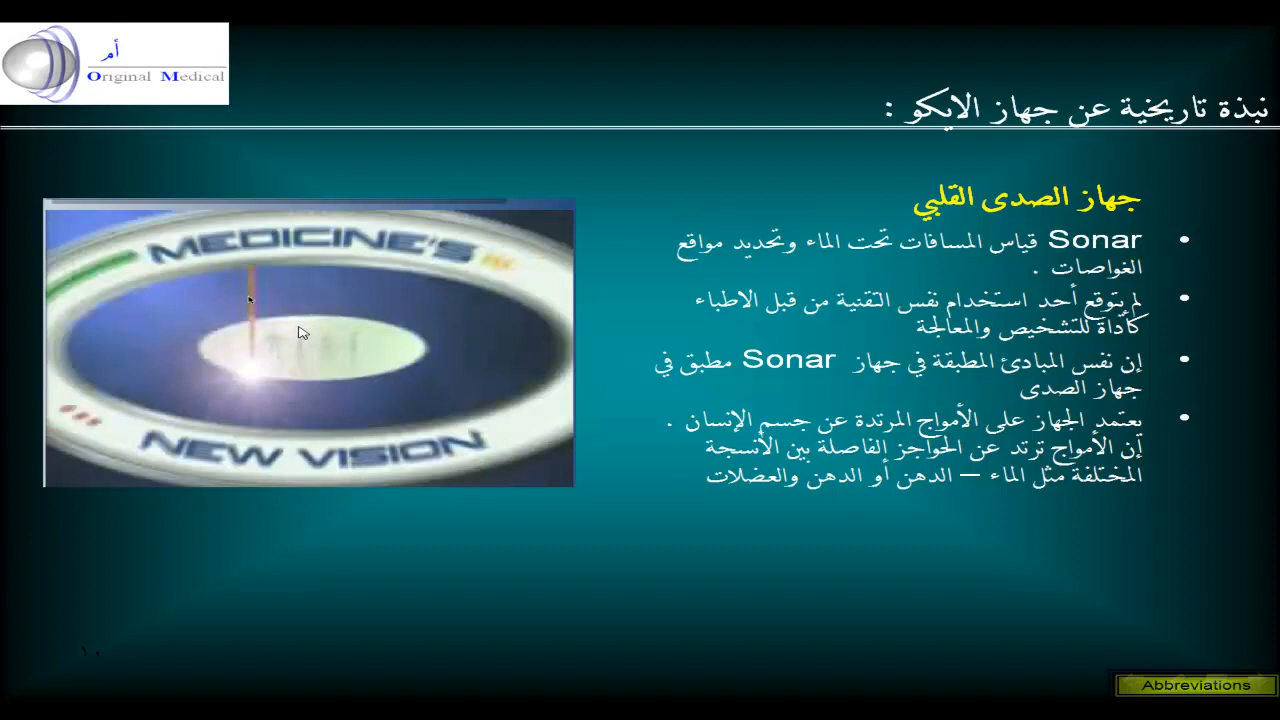 أم
Original Medical
نبذة تاريخية عن جهاز الايكو :
جهاز الصدى القلبي
• Sonar قياس المسافات تحت الماء وتحديد مواقع
الغواصات .
• لم يتوقع أحد استخدام نفس التقنية من قبل الاطباء
كأداة للتشخيص والمعالجة
• إن نفس المبادئ المطبقة في جهاز Sonar مطبق في
جهاز الصدى
• يعتمد الجهاز على الأمواج المرتدة عن جسم الإنسان .
إن الأمواج ترتد عن الحواجز الفاصلة بين الأنسجة
المختلفة مثل الماء – الدهن أو الدهن والعضلات
MEDICINE'S
NEW VISION
١٠
Abbreviations